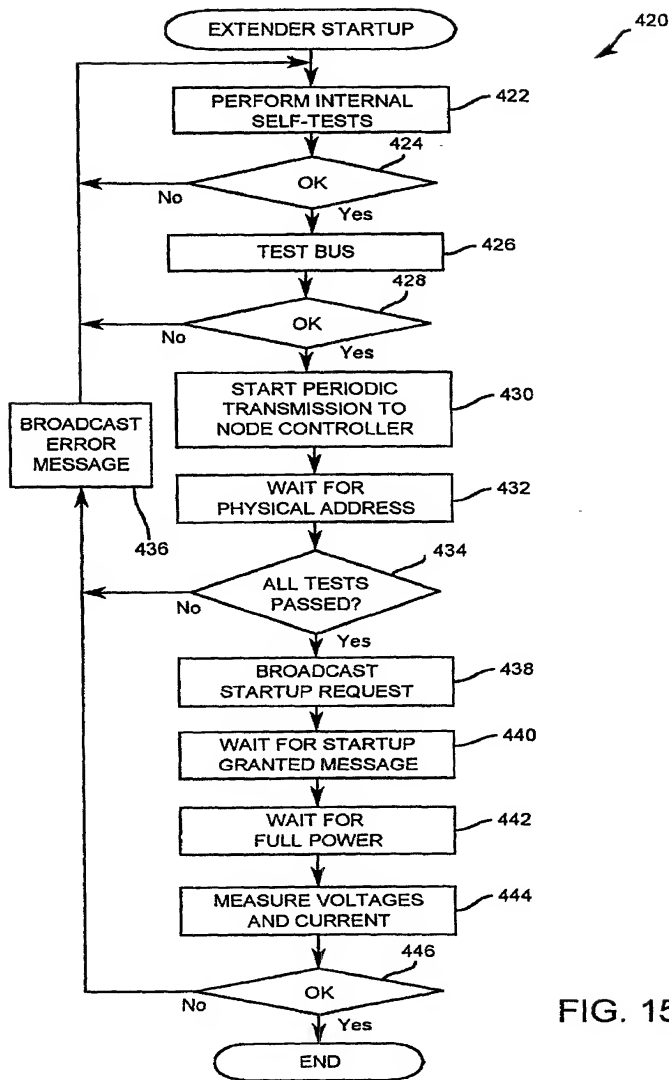 EXTENDER STARTUP
420
PERFORM INTERNAL
SELF-TESTS
422
424
OK
No
Yes
TEST BUS
426
428
OK
No
Yes
START PERIODIC
TRANSMISSION TO
NODE CONTROLLER
430
BROADCAST
ERROR
MESSAGE
436
WAIT FOR
PHYSICAL ADDRESS
432
434
ALL TESTS
PASSED?
No
Yes
BROADCAST
STARTUP REQUEST
438
WAIT FOR STARTUP
GRANTED MESSAGE
440
WAIT FOR
FULL POWER
442
MEASURE VOLTAGES
AND CURRENT
444
446
OK
No
Yes
END
FIG. 15